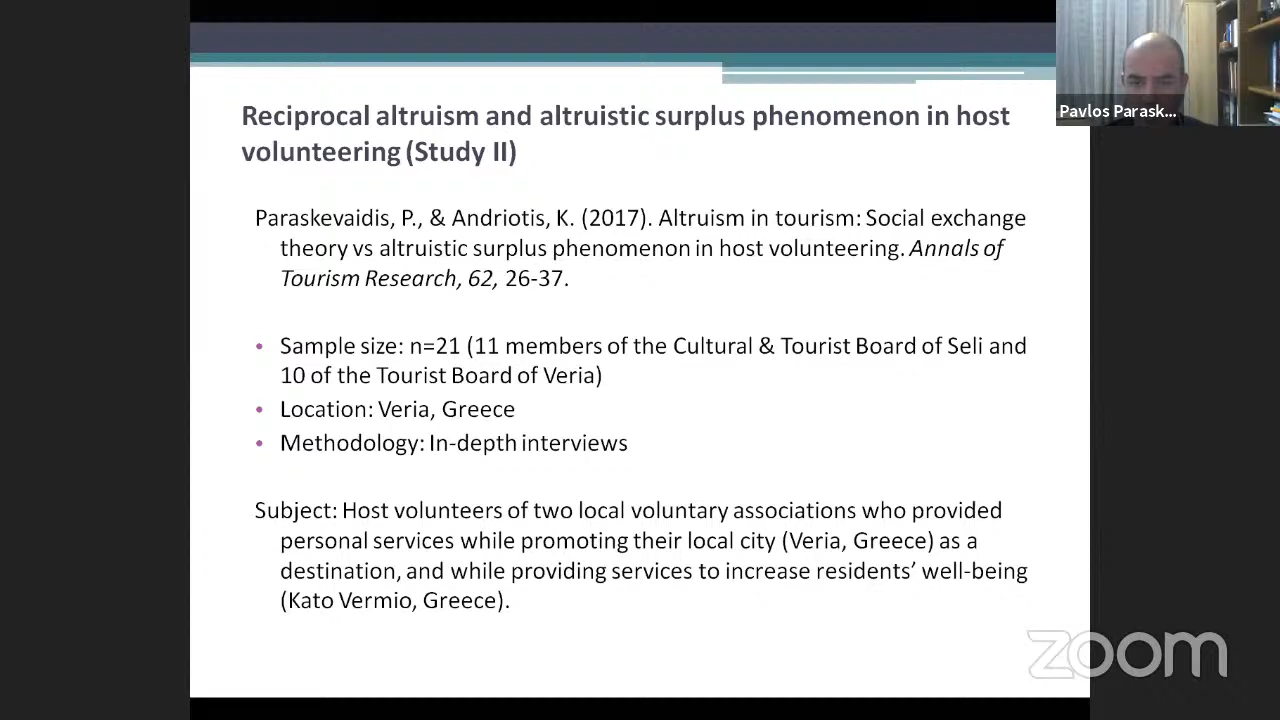 Reciprocal altruism and altruistic surplus phenomenon in host
volunteering (Study II)
Paraskevaidis, P., & Andriotis, K. (2017). Altruism in tourism: Social exchange
theory vs altruistic surplus phenomenon in host volunteering. Annals of
Tourism Research, 62, 26-37.
• Sample size: n=21 (11 members of the Cultural & Tourist Board of Seli and
10 of the Tourist Board of Veria)
• Location: Veria, Greece
• Methodology: In-depth interviews
Subject: Host volunteers of two local voluntary associations who provided
personal services while promoting their local city (Veria, Greece) as a
destination, and while providing services to increase residents’ well-being
(Kato Vermio, Greece).
Pavlos Parask...
zoom